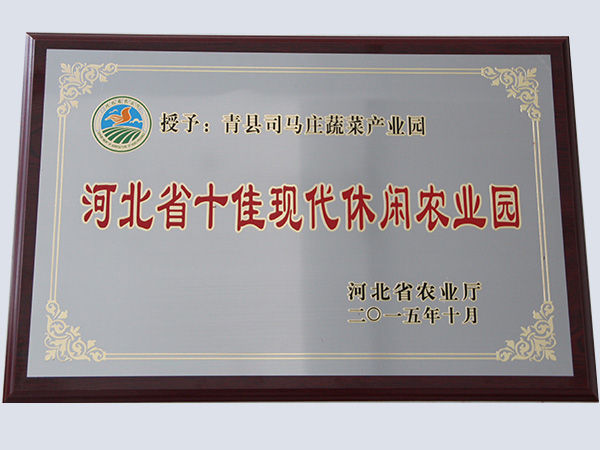 授予：青县司马庄蔬菜产业园
河北省十佳现代休闲农业园
河北省农业厅
二〇一五年十月